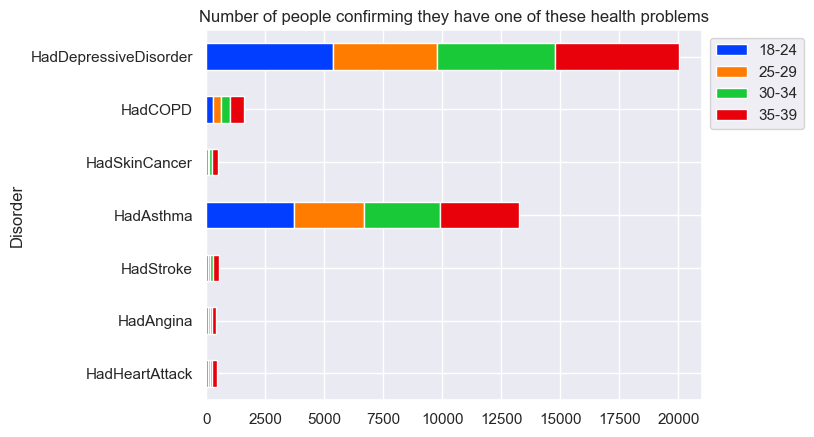 Number of people confirming they have one of these health problems
HadDepressiveDisorder
HadCOPD
HadSkinCancer
HadAsthma
HadStroke
HadAngina
HadHeartAttack
Disorder
0 2500 5000 7500 10000 12500 15000 17500 20000
18-24
25-29
30-34
35-39